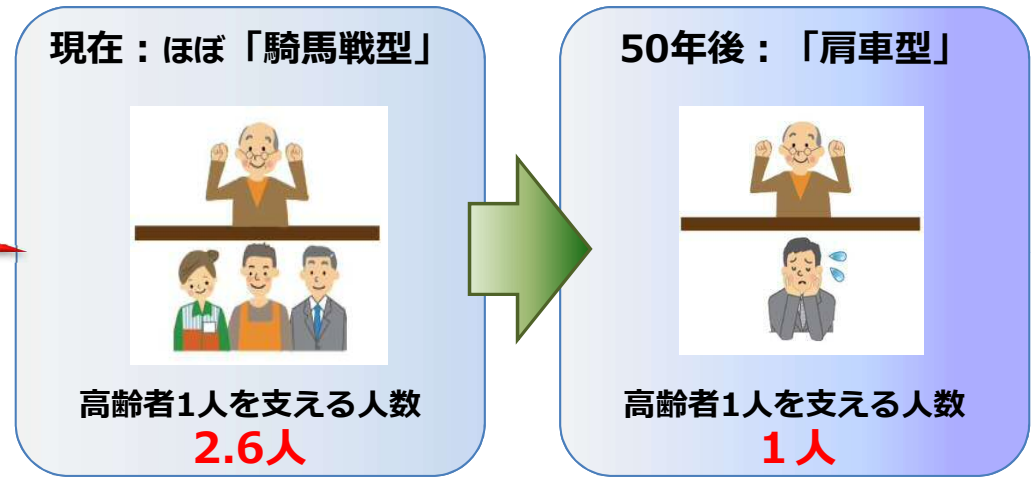 現在：ほぼ「騎馬戦型」
高齢者1人を支える人数
2.6人
50年後：「肩車型」
高齢者1人を支える人数
１人